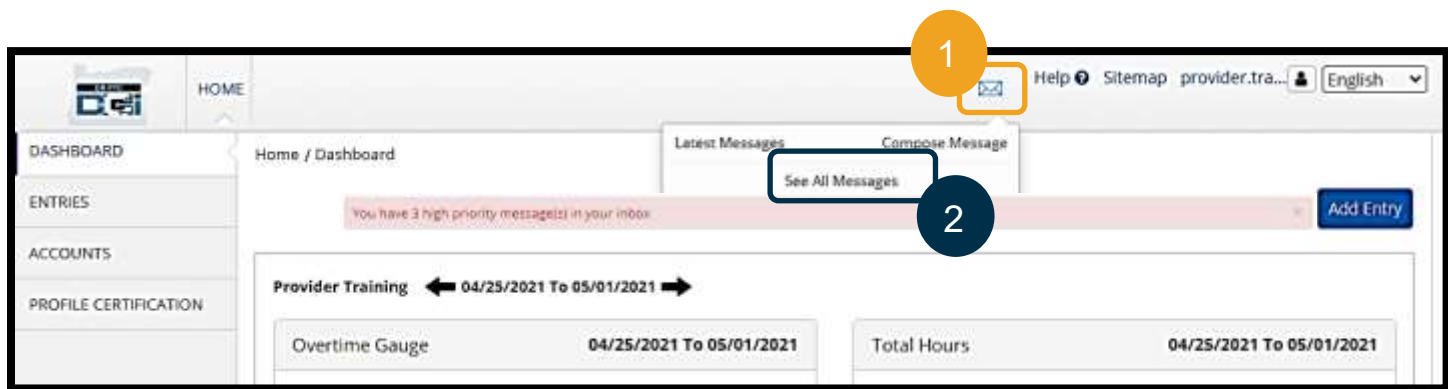 1
HOME
Help ? Sitemap provider.tra... English
DASHBOARD
Home / Dashboard
Latest Messages Compose Message
See All Messages
2
ENTRIES
You have 3 high priority message(s) in your inbox
Add Entry
ACCOUNTS
Provider Training 04/25/2021 To 05/01/2021
PROFILE CERTIFICATION
Overtime Gauge 04/25/2021 To 05/01/2021
Total Hours 04/25/2021 To 05/01/2021